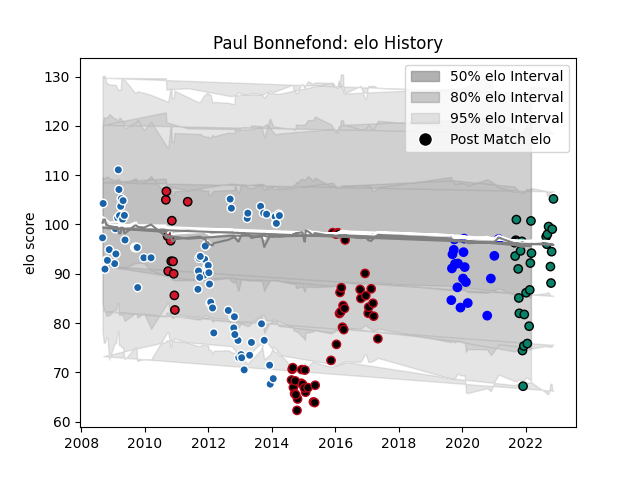 Paul Bonnefond: elo History
50% elo Interval
80% elo Interval
95% elo Interval
Post Match elo
elo score
130
120
110
100
90
80
70
60
2008 2010 2012 2014 2016 2018 2020 2022